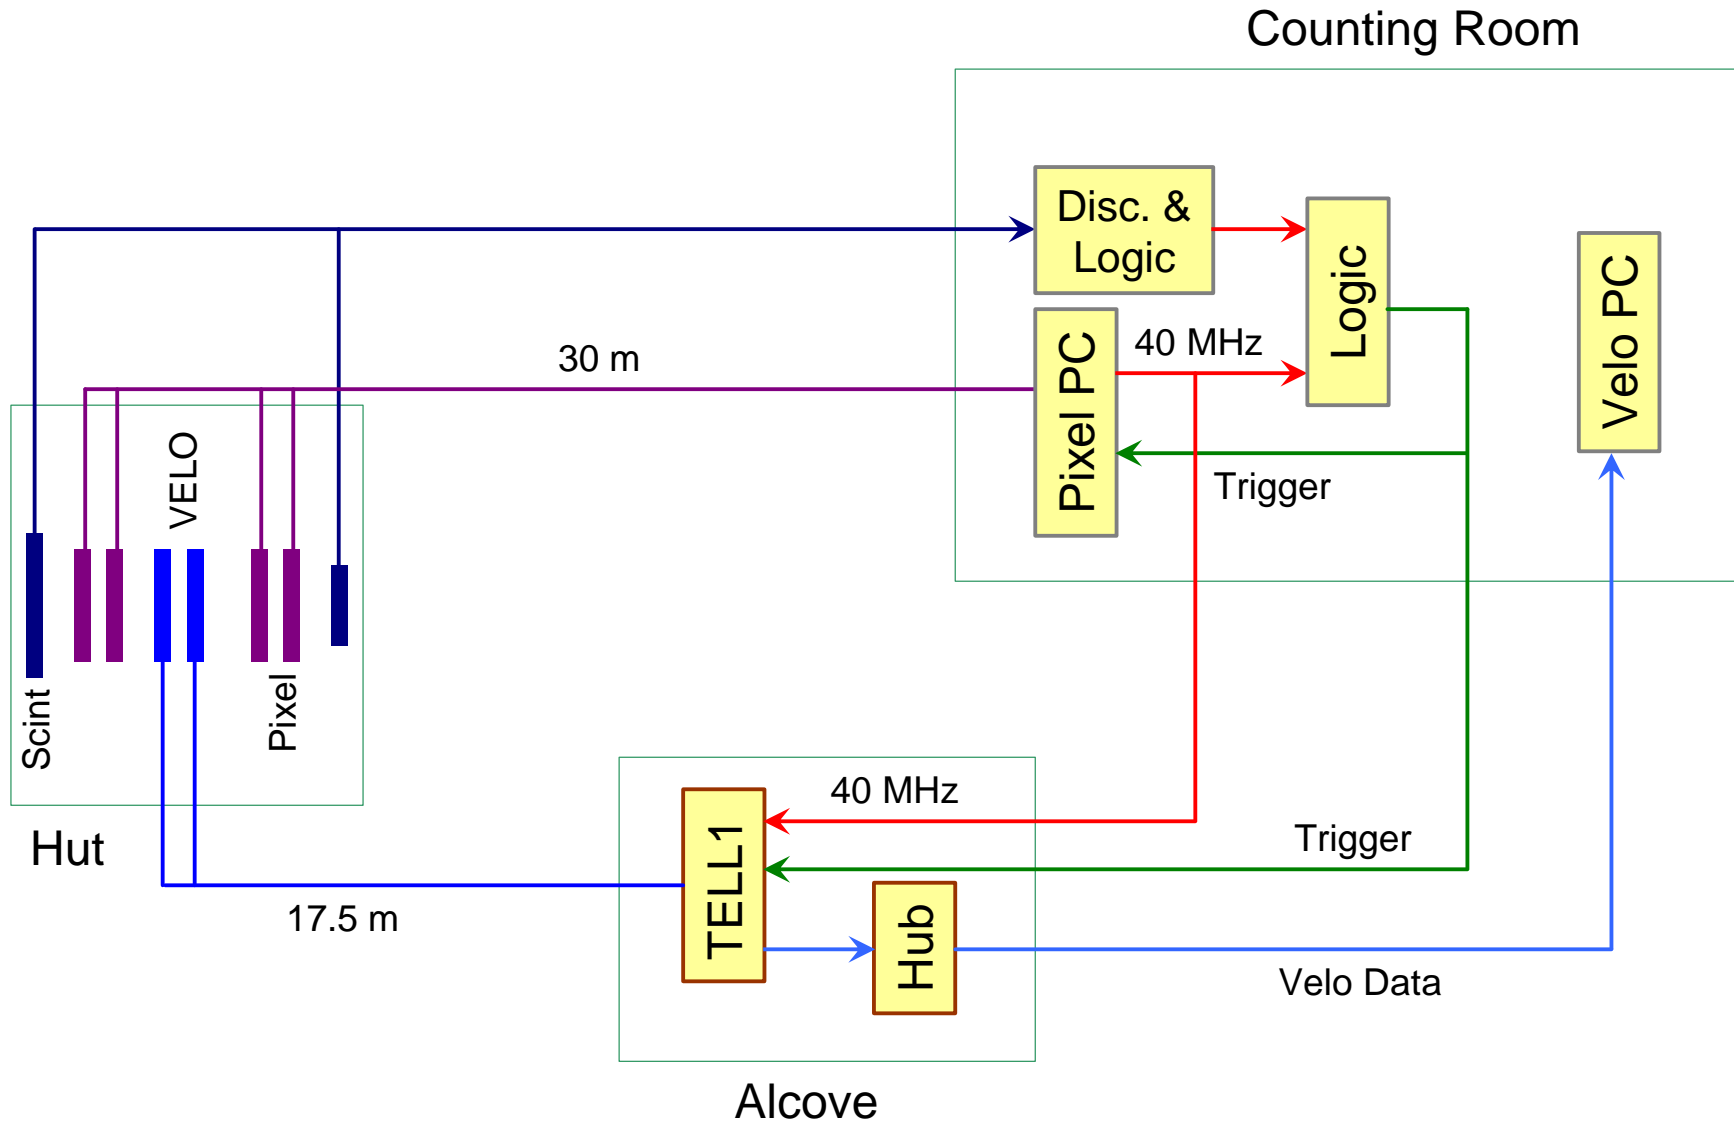 Counting Room
Disc. &
Logic
Logic
Velo PC
30 m
Pixel PC
40 MHz
Trigger
VELO
Scint
Pixel
Hut
17.5 m
40 MHz
TELL1
Trigger
Hub
Velo Data
Alcove